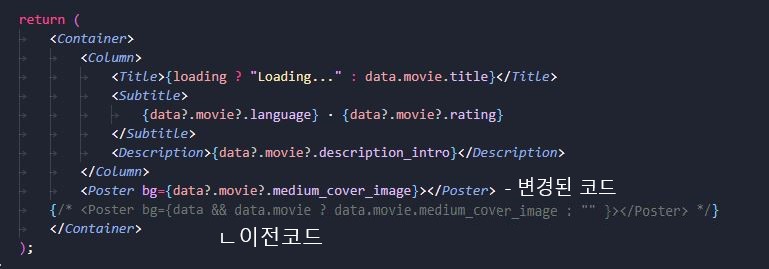 return (
<Container>
<Column>
<Title>{loading ? "Loading..." : data.movie.title}</Title>
<Subtitle>
{data?.movie?.language} · {data?.movie?.rating}
</Subtitle>
<Description>{data?.movie?.description_intro}</Description>
</Column>
<Poster bg={data?.movie?.medium_cover_image}></Poster> - 변경된 코드
{/* <Poster bg={data && data.movie ? data.movie.medium_cover_image : "" }></Poster> */}
</Container>
ㄴ이전코드
);